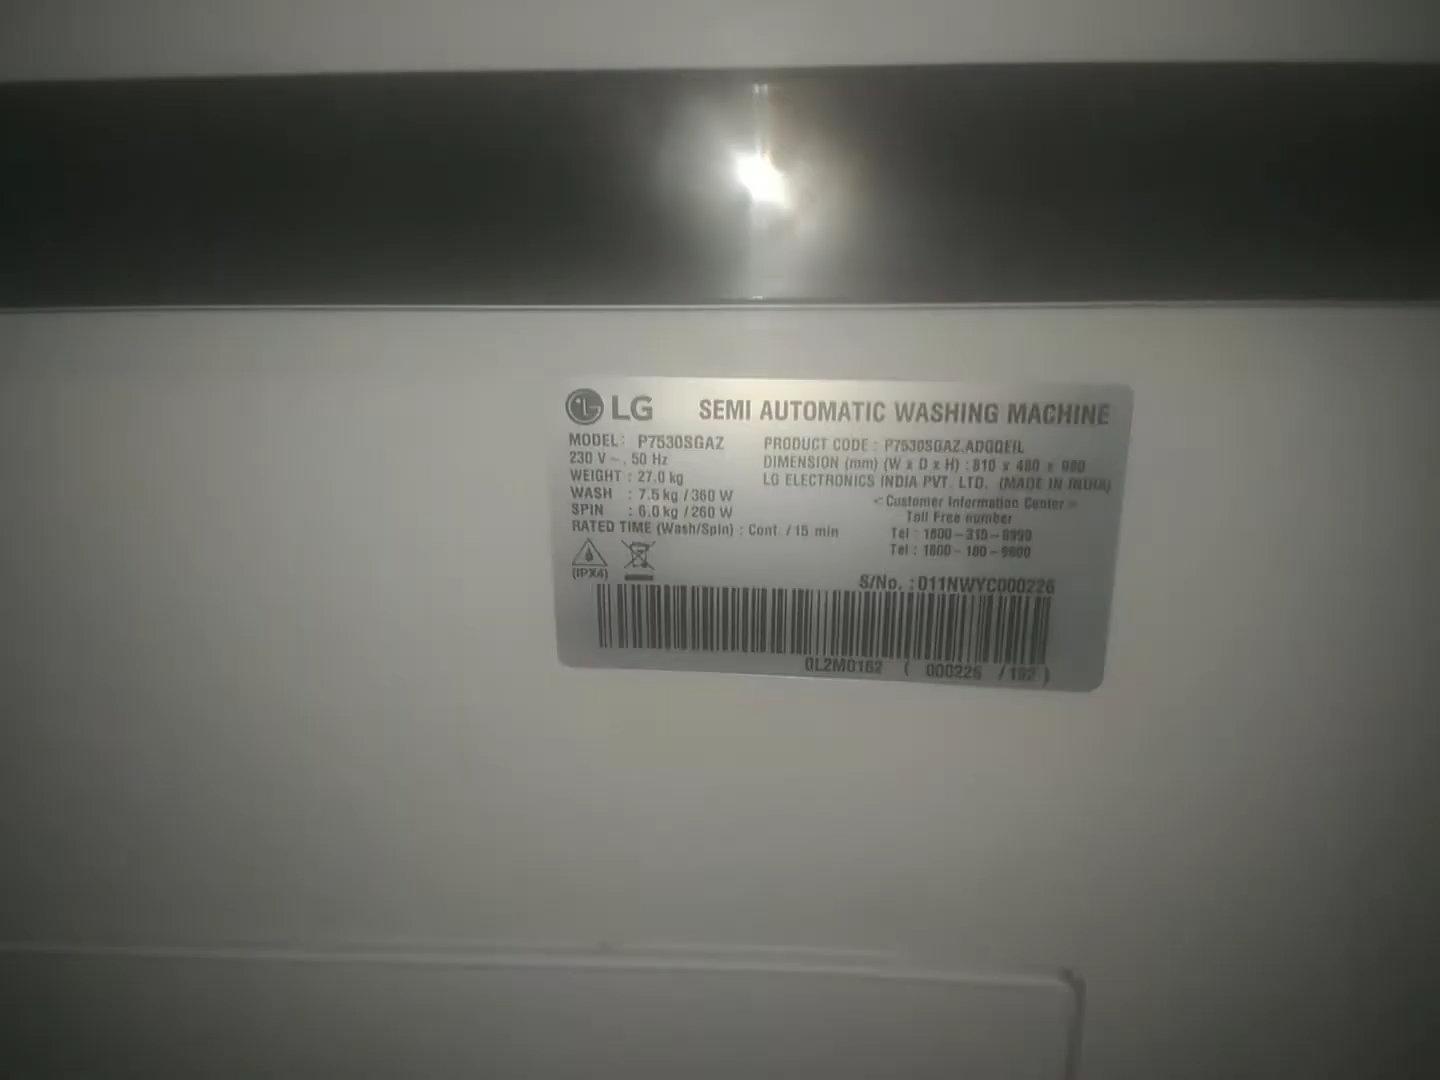 LG SEMI AUTOMATIC WASHING MACHINE
MODEL: P7530SGAZ
230 V ~, 50 Hz
WEIGHT : 27.0 kg
WASH : 7.5 kg / 360 W
SPIN : 6.0 kg / 260 W
RATED TIME (Wash/Spin) : Cont. / 15 min
(IPX4)
PRODUCT CODE : P7530SGAZ.ADGQEIL
DIMENSION (mm) (W x D x H) : 810 x 480 x 980
LG ELECTRONICS INDIA PVT. LTD. (MADE IN INDIA)
<Customer Information Center>
Toll Free number
Tel : 1800-315-9999
Tel : 1800-180-9999
S/No. : 011NWYC000226
0L2M0162 ( 000226 / 162 )